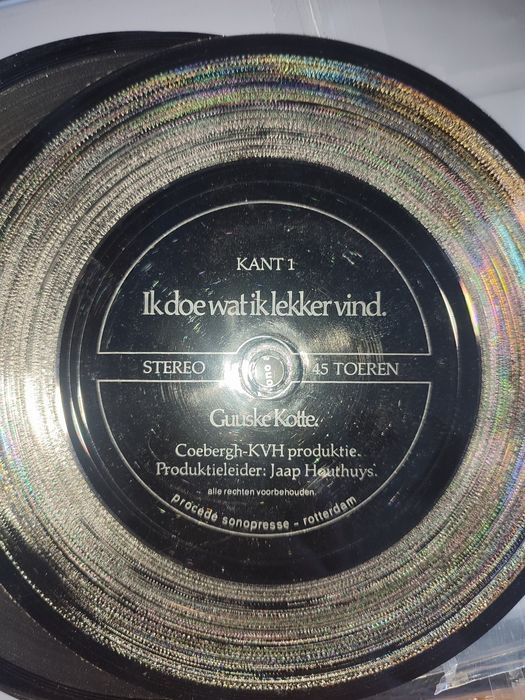 KANT 1
Ik doe wat ik lekker vind.
STEREO 45 TOEREN
Guuske Kotte.
Coebergh-KVH produktie.
Produktieleider: Jaap Houthuys.
alle rechten voorbehouden.
procédé sonopresse - rotterdam